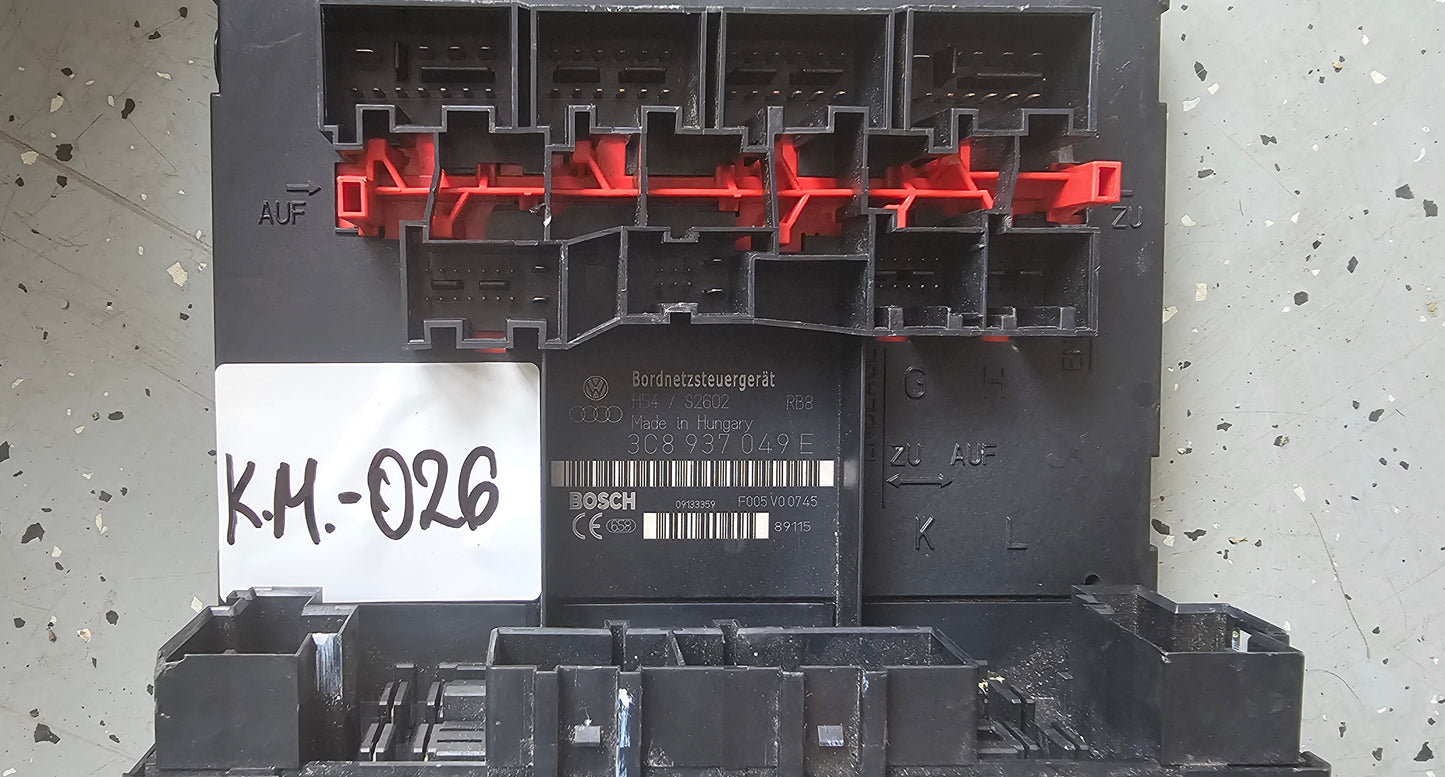 AUF
ZU
Bordnetzsteuergerät
H54 / S2602 RB8
Made in Hungary
3C8 937 049 E
BOSCH 09133359 F005 V0 0745
CE 658 89115
K.M.-026
G H
ZU AUF
K L